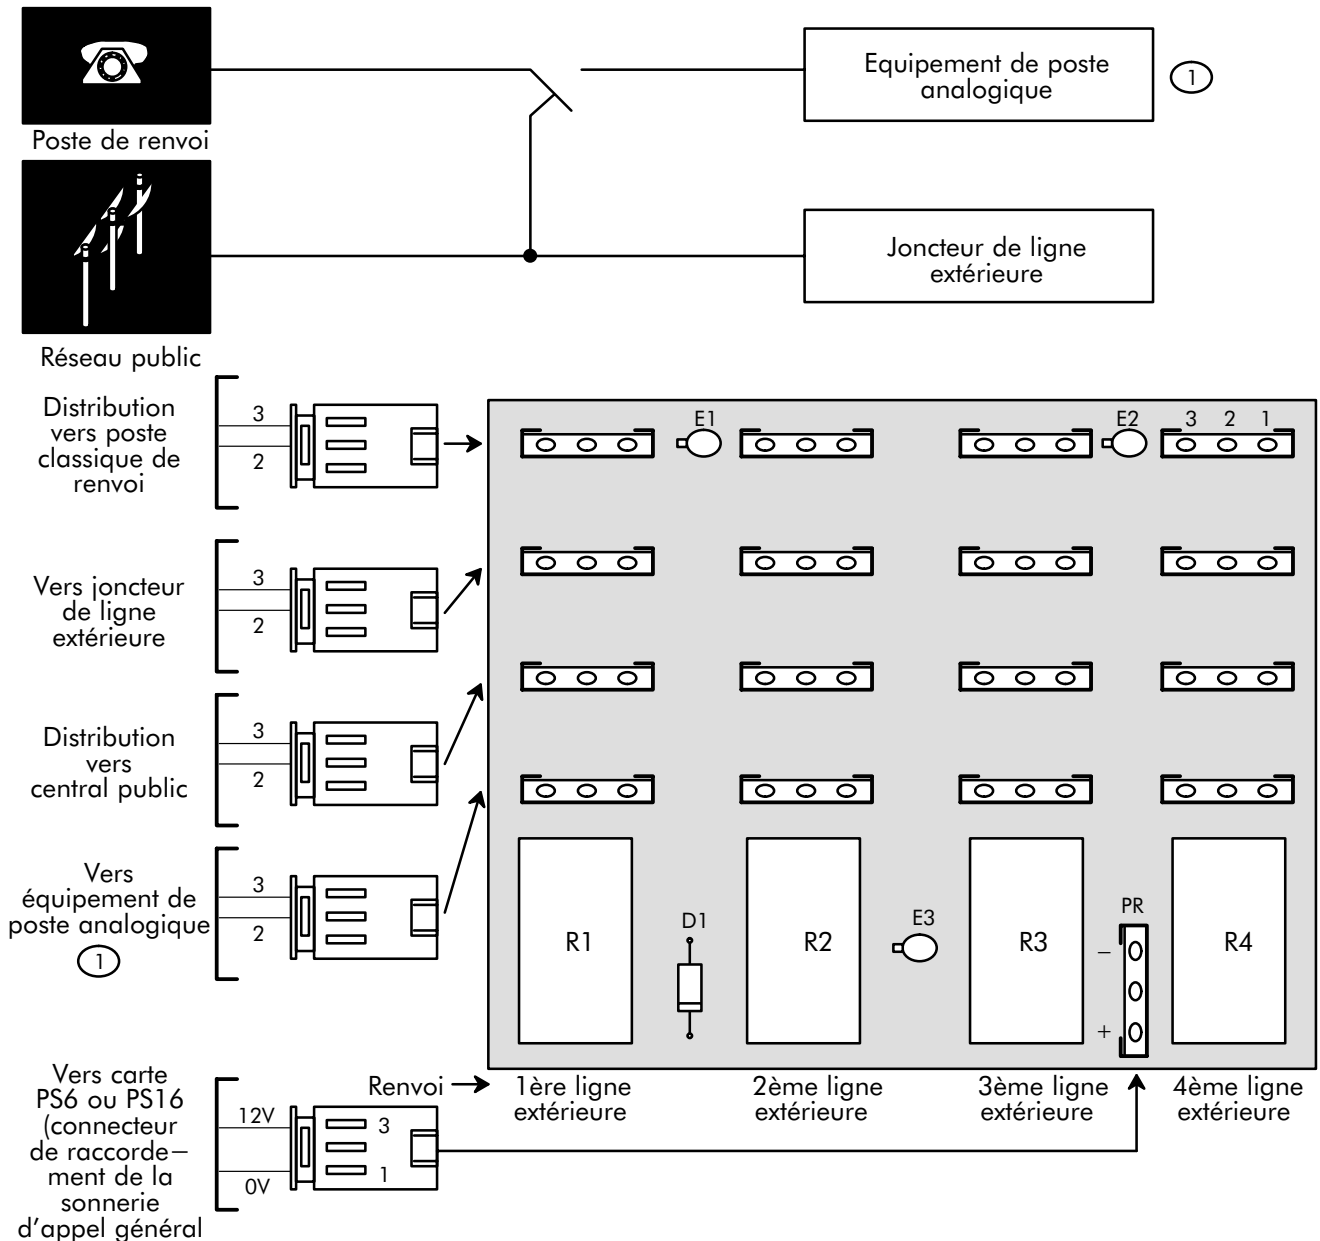 Equipement de poste
analogique
1
Poste de renvoi
Joncteur de ligne
extérieure
Réseau public
Distribution
vers poste
classique de
renvoi
3
2
E1
E2
3 2 1
Vers joncteur
de ligne
extérieure
3
2
Distribution
vers
central public
3
2
Vers
équipement de
poste analogique
1
3
2
R1
D1
R2
E3
R3
PR
–
+
R4
Vers carte
PS6 ou PS16
(connecteur
de raccorde–
ment de la
sonnerie
d'appel général
12V
0V
3
1
Renvoi
1ère ligne
extérieure
2ème ligne
extérieure
3ème ligne
extérieure
4ème ligne
extérieure